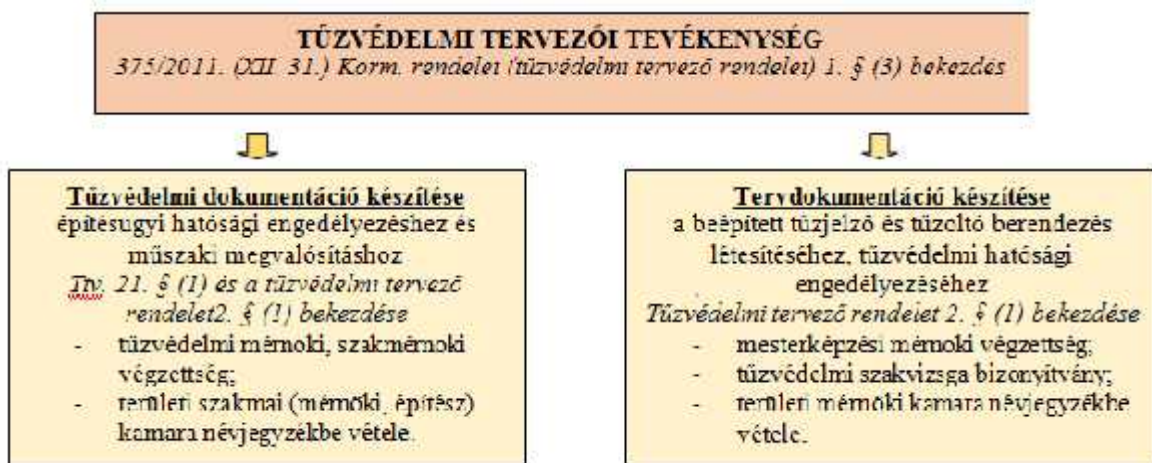 TŰZVÉDELMI TERVEZŐI TEVÉKENYSÉG
375/2011. (XII. 31.) Korm. rendelet (tűzvédelmi tervező rendelet) 1. § (3) bekezdés
Tűzvédelmi dokumentáció készítése
építésügyi hatósági engedélyezéshez és
műszaki megvalósításhoz
Ttv. 21. § (1) és a tűzvédelmi tervező
rendelet2. § (1) bekezdése
- tűzvédelmi mérnöki, szakmérnöki
végzettség;
- területi szakmai (mérnöki, építész)
kamara névjegyzékbe vétele.
Tervdokumentáció készítése
a beépített tűzjelző és tűzoltó berendezés
létesítéséhez, tűzvédelmi hatósági
engedélyezéséhez
Tűzvédelmi tervező rendelet 2. § (1) bekezdése
- mesterképzési mérnöki végzettség;
- tűzvédelmi szakvizsga bizonyítvány;
- területi mérnöki kamara névjegyzékbe
vétele.